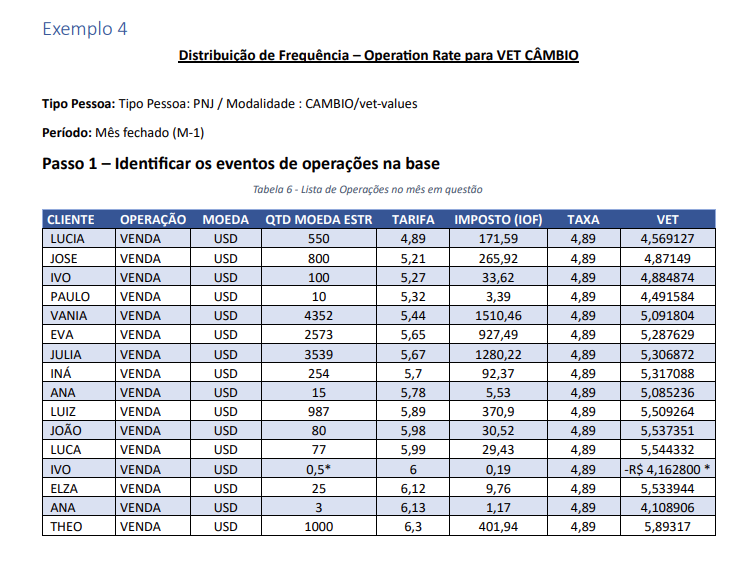 Exemplo 4
Distribuição de Frequência – Operation Rate para VET CÂMBIO
Tipo Pessoa: Tipo Pessoa: PNJ / Modalidade : CAMBIO/vet-values
Período: Mês fechado (M-1)
Passo 1 – Identificar os eventos de operações na base
Tabela 6 - Lista de Operações no mês em questão
CLIENTE OPERAÇÃO MOEDA QTD MOEDA ESTR TARIFA IMPOSTO (IOF) TAXA VET
LUCIA VENDA USD 550 4,89 171,59 4,89 4,569127
JOSE VENDA USD 800 5,21 265,92 4,89 4,87149
IVO VENDA USD 100 5,27 33,62 4,89 4,884874
PAULO VENDA USD 10 5,32 3,39 4,89 4,491584
VANIA VENDA USD 4352 5,44 1510,46 4,89 5,091804
EVA VENDA USD 2573 5,65 927,49 4,89 5,287629
JULIA VENDA USD 3539 5,67 1280,22 4,89 5,306872
INÁ VENDA USD 254 5,7 92,37 4,89 5,317088
ANA VENDA USD 15 5,78 5,53 4,89 5,085236
LUIZ VENDA USD 987 5,89 370,9 4,89 5,509264
JOÃO VENDA USD 80 5,98 30,52 4,89 5,537351
LUCA VENDA USD 77 5,99 29,43 4,89 5,544332
IVO VENDA USD 0,5* 6 0,19 4,89 -R$ 4,162800 *
ELZA VENDA USD 25 6,12 9,76 4,89 5,533944
ANA VENDA USD 3 6,13 1,17 4,89 4,108906
THEO VENDA USD 1000 6,3 401,94 4,89 5,89317